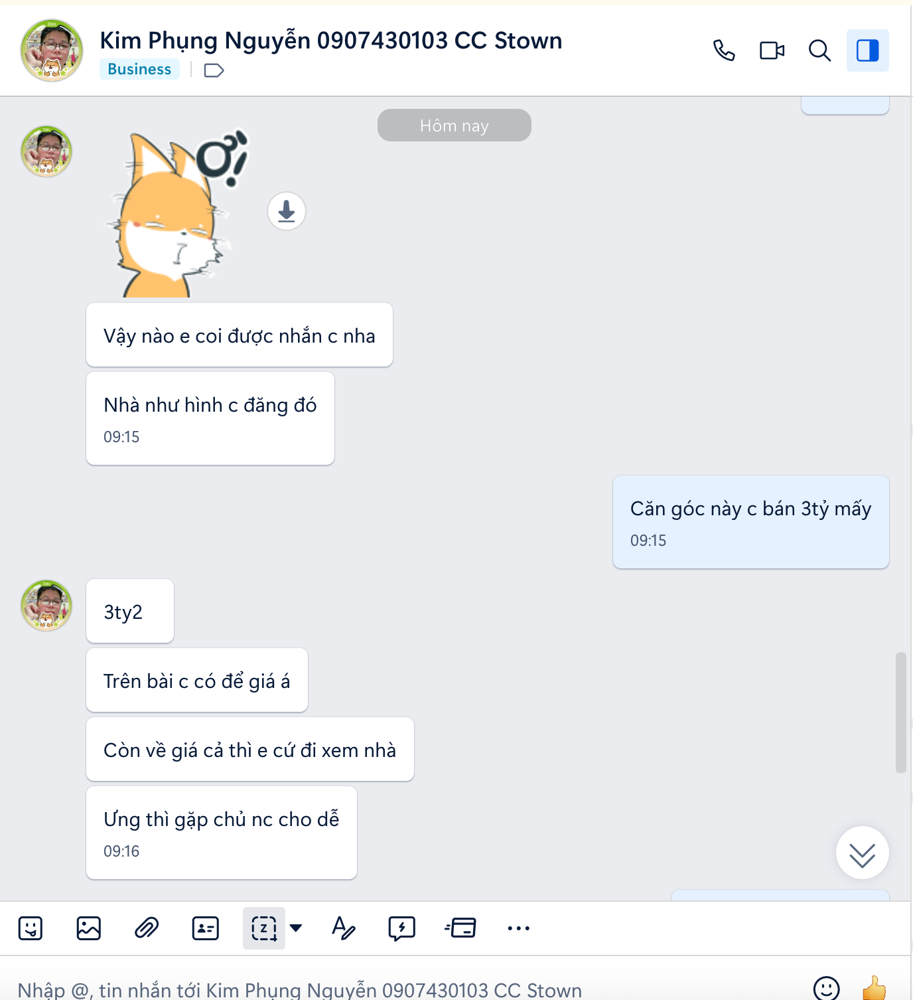 Kim Phụng Nguyễn 0907430103 CC Stown
Business
Hôm nay
Ơi!
Vậy nào e coi được nhắn c nha
Nhà như hình c đăng đó
09:15
Căn góc này c bán 3tỷ mấy
09:15
3ty2
Trên bài c có để giá á
Còn về giá cả thì e cứ đi xem nhà
Ưng thì gặp chủ nc cho dễ
09:16
Z
Nhập @, tin nhắn tới Kim Phụng Nguyễn 0907430103 CC Stown